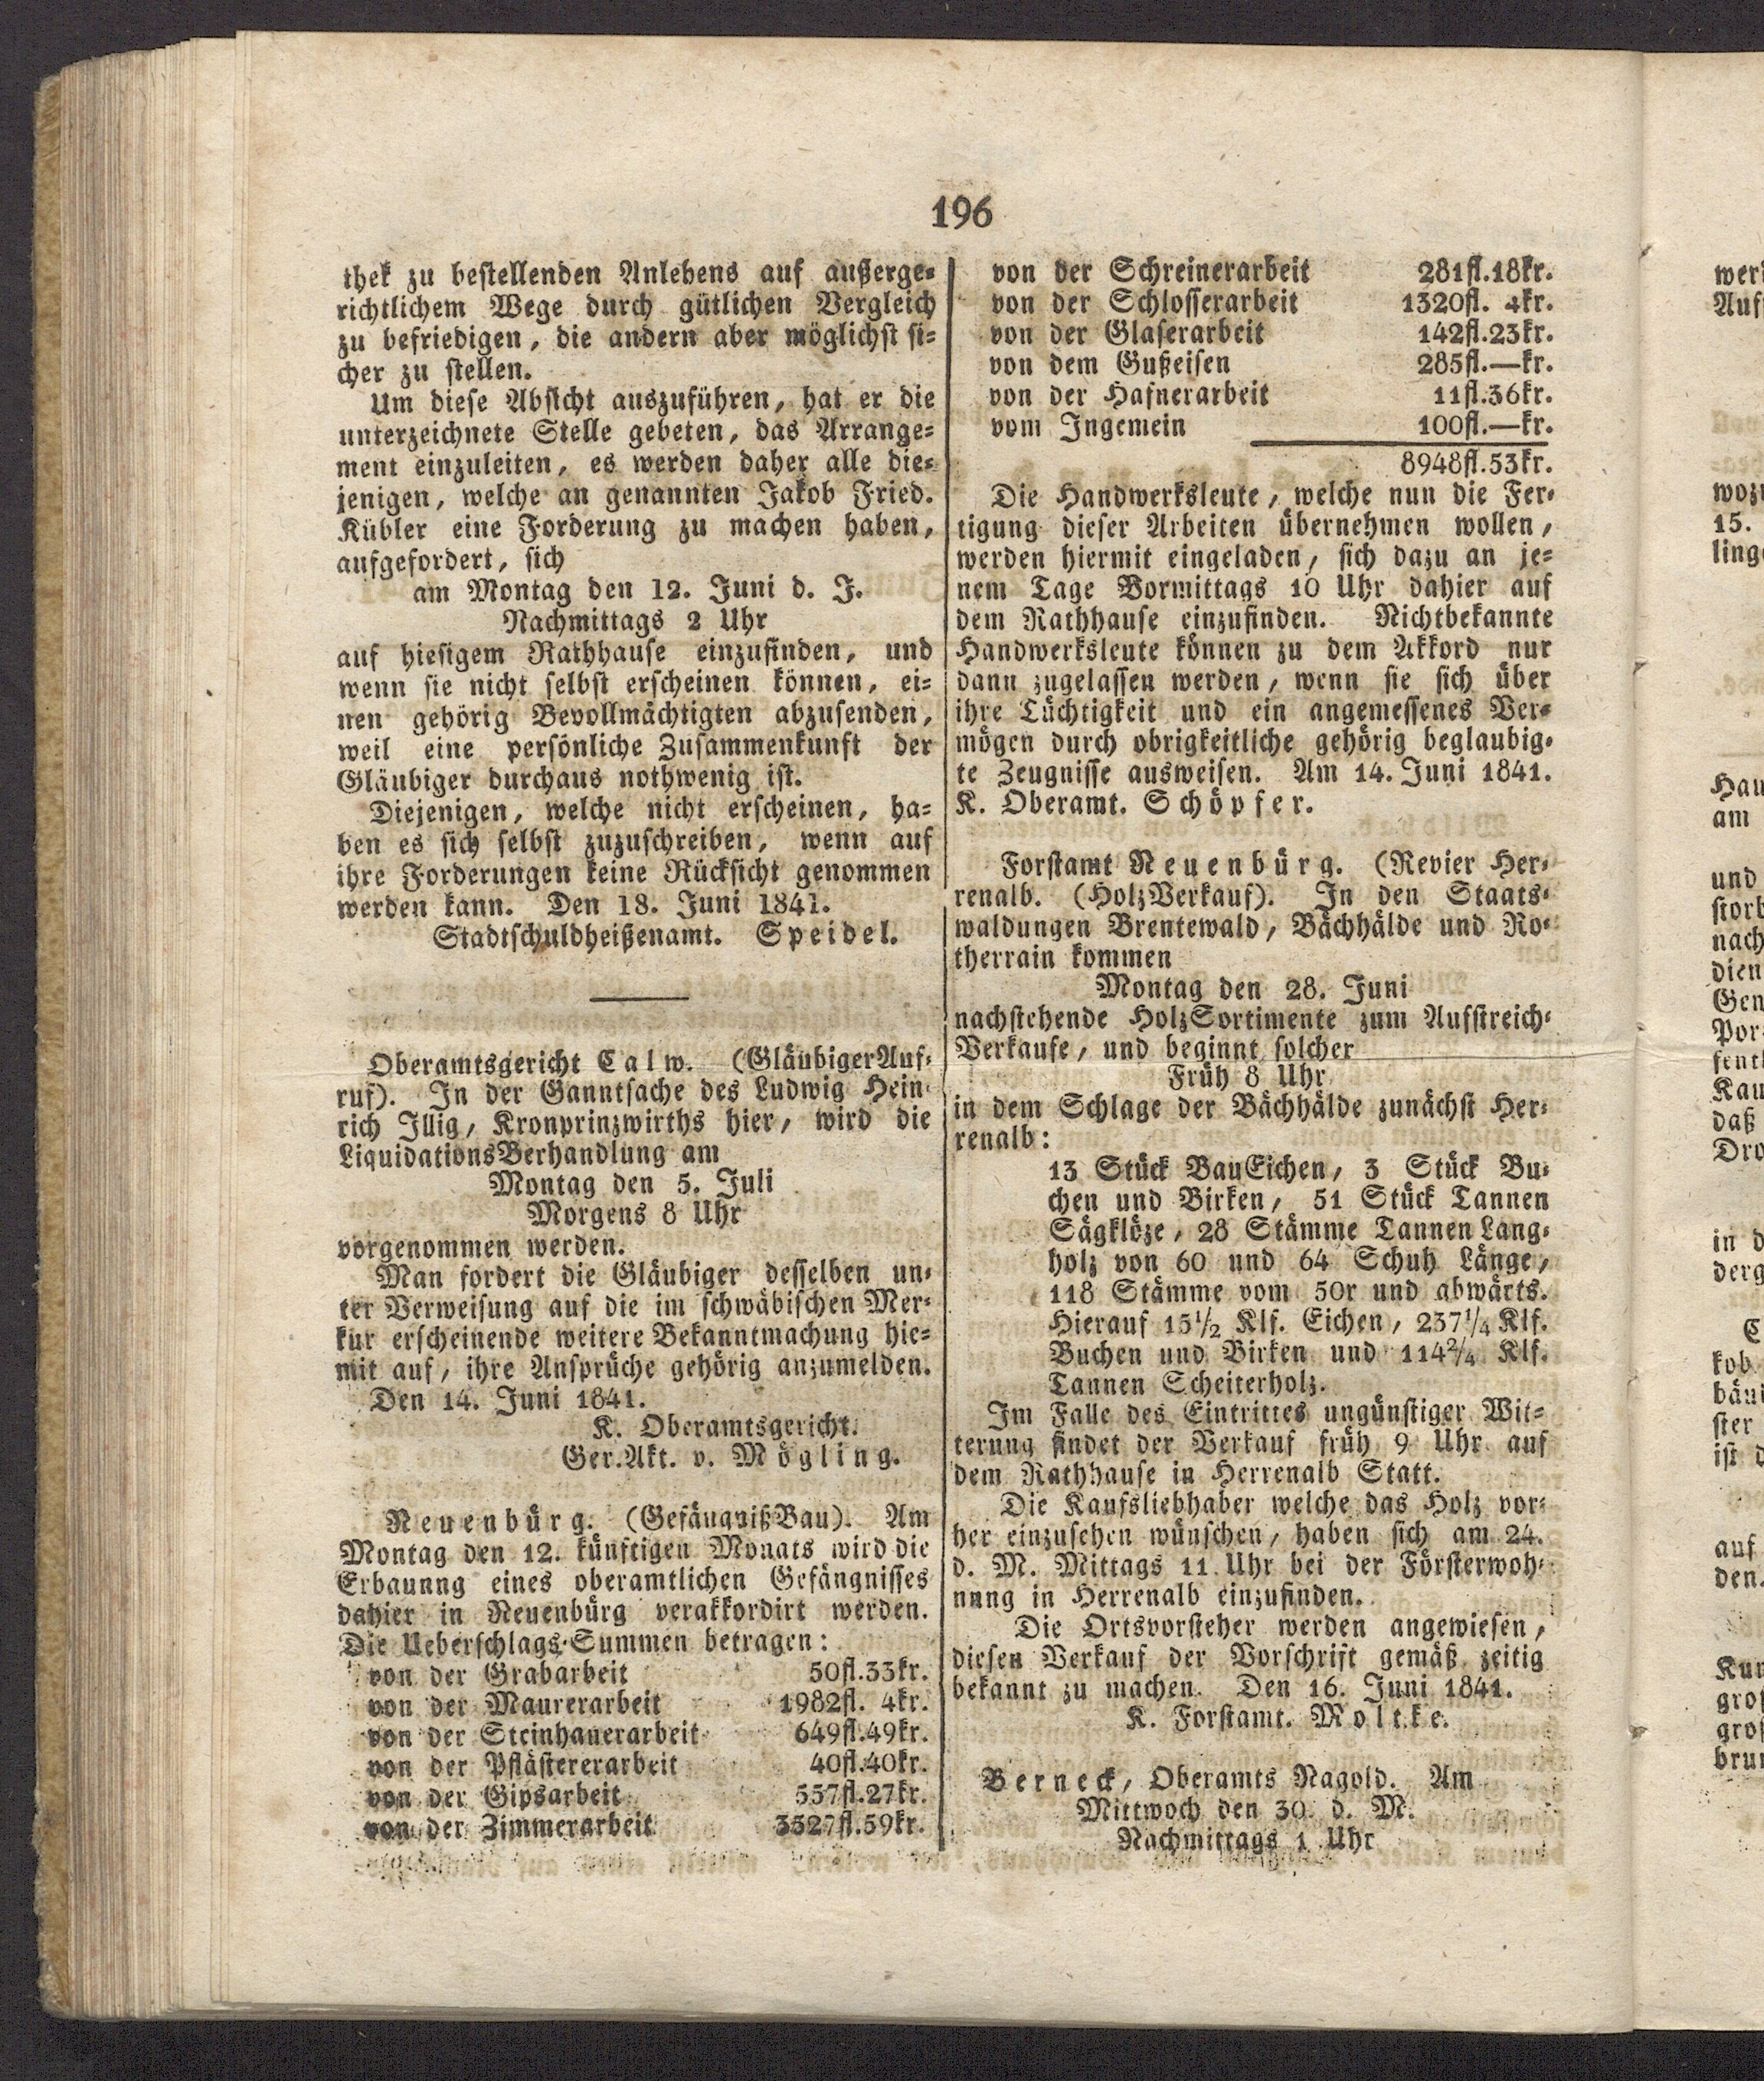 196
thek zu bestellenden Anlehens auf außerge-
richtlichem Wege durch gütlichen Vergleich
zu befriedigen, die andern aber möglichst si-
cher zu stellen.
Um diese Absicht auszuführen, hat er die
unterzeichnete Stelle gebeten, das Arrange-
ment einzuleiten, es werden daher alle die-
jenigen, welche an genannten Jakob Fried.
Kübler eine Forderung zu machen haben,
aufgefordert, sich
am Montag den 12. Juni d. J.
Nachmittags 2 Uhr
auf hiesigem Rathhause einzufinden, und
wenn sie nicht selbst erscheinen können, ei-
nen gehörig Bevollmächtigten abzusenden,
weil eine persönliche Zusammenkunft der
Gläubiger durchaus nothwenig ist.
Diejenigen, welche nicht erscheinen, ha-
ben es sich selbst zuzuschreiben, wenn auf
ihre Forderungen keine Rücksicht genommen
werden kann. Den 18. Juni 1841.
Stadtschuldheißenamt. Speidel.
Oberamtsgericht Calw. (GläubigerAuf-
ruf). In der Ganntsache des Ludwig Hein-
rich Illig, Kronprinzwirths hier, wird die
LiquidationsVerhandlung am
Montag den 5. Juli
Morgens 8 Uhr
vorgenommen werden.
Man fordert die Gläubiger desselben un-
ter Verweisung auf die im schwäbischen Mer-
kur erscheinende weitere Bekanntmachung hie-
mit auf, ihre Ansprüche gehörig anzumelden.
Den 14. Juni 1841.
K. Oberamtsgericht.
Ger.Akt. v. Mögling.
Neuenbürg. (GefängnißBau). Am
Montag den 12. künftigen Monats wird die
Erbaunng eines oberamtlichen Gefängnisses
dahier in Neuenbürg verakkordirt werden.
Die Ueberschlags-Summen betragen:
von der Grabarbeit 50fl.33kr.
von der Maurerarbeit 1982fl. 4kr.
von der Steinhauerarbeit 649fl.49kr.
von der Pflästererarbeit 40fl.40kr.
von der Gipsarbeit 557fl.27kr.
von der Zimmerarbeit 3527fl.59kr.
von der Schreinerarbeit 281fl.18kr.
von der Schlosserarbeit 1320fl. 4kr.
von der Glaserarbeit 142fl.23kr.
von dem Gußeisen 285fl.—kr.
von der Hafnerarbeit 11fl.36kr.
vom Ingemein 100fl.—kr.
8948fl.53kr.
Die Handwerksleute, welche nun die Fer-
tigung dieser Arbeiten übernehmen wollen,
werden hiermit eingeladen, sich dazu an je-
nem Tage Vormittags 10 Uhr dahier auf
dem Rathhause einzufinden. Nichtbekannte
Handwerksleute können zu dem Akkord nur
dann zugelassen werden, wenn sie sich über
ihre Tüchtigkeit und ein angemessenes Ver-
mögen durch obrigkeitliche gehörig beglaubig-
te Zeugnisse ausweisen. Am 14. Juni 1841.
K. Oberamt. Schöpfer.
Forstamt Neuenbürg. (Revier Her-
renalb. (HolzVerkauf). In den Staats-
waldungen Brentewald, Bächhälde und Ro-
therrain kommen
Montag den 28. Juni
nachstehende HolzSortimente zum Aufstreich-
Verkaufe, und beginnt solcher
Früh 8 Uhr
in dem Schlage der Bächhälde zunächst Her-
renalb:
13 Stück BauEichen, 3 Stück Bu-
chen und Birken, 51 Stück Tannen
Sägklöze, 28 Stämme Tannen Lang-
holz von 60 und 64 Schuh Länge,
118 Stämme vom 50r und abwärts.
Hierauf 15½ Klf. Eichen, 237¼ Klf.
Buchen und Birken und 114 2/4 Klf.
Tannen Scheiterholz.
Im Falle des Eintrittes ungünstiger Wit-
terung findet der Verkauf früh 9 Uhr auf
dem Rathhause in Herrenalb Statt.
Die Kaufsliebhaber welche das Holz vor-
her einzusehen wünschen, haben sich am 24.
d. M. Mittags 11 Uhr bei der Försterwoh-
nung in Herrenalb einzufinden.
Die Ortsvorsteher werden angewiesen,
diesen Verkauf der Vorschrift gemäß zeitig
bekannt zu machen. Den 16. Juni 1841.
K. Forstamt. Moltke.
Berneck, Oberamts Nagold. Am
Mittwoch den 30. d. M.
Nachmittags 1 Uhr